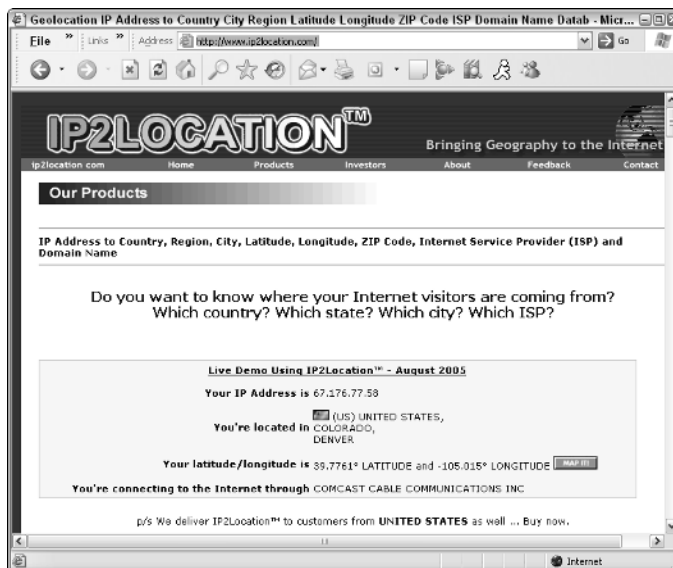 Geolocation IP Address to Country City Region Latitude Longitude ZIP Code ISP Domain Name Datab - Micr...
File » Links » Address http://www.ip2location.com/ Go
IP2LOCATION™
Bringing Geography to the Internet
ip2location com Home Products Investors About Feedback Contact
Our Products
IP Address to Country, Region, City, Latitude, Longitude, ZIP Code, Internet Service Provider (ISP) and
Domain Name
Do you want to know where your Internet visitors are coming from?
Which country? Which state? Which city? Which ISP?
Live Demo Using IP2Location™ - August 2005
Your IP Address is 67.176.77.58
You're located in (US) UNITED STATES,
COLORADO,
DENVER
Your latitude/longitude is 39.7761° LATITUDE and -105.015° LONGITUDE MAP IT!
You're connecting to the Internet through COMCAST CABLE COMMUNICATIONS INC
p/s We deliver IP2Location™ to customers from UNITED STATES as well ... Buy now.
Internet